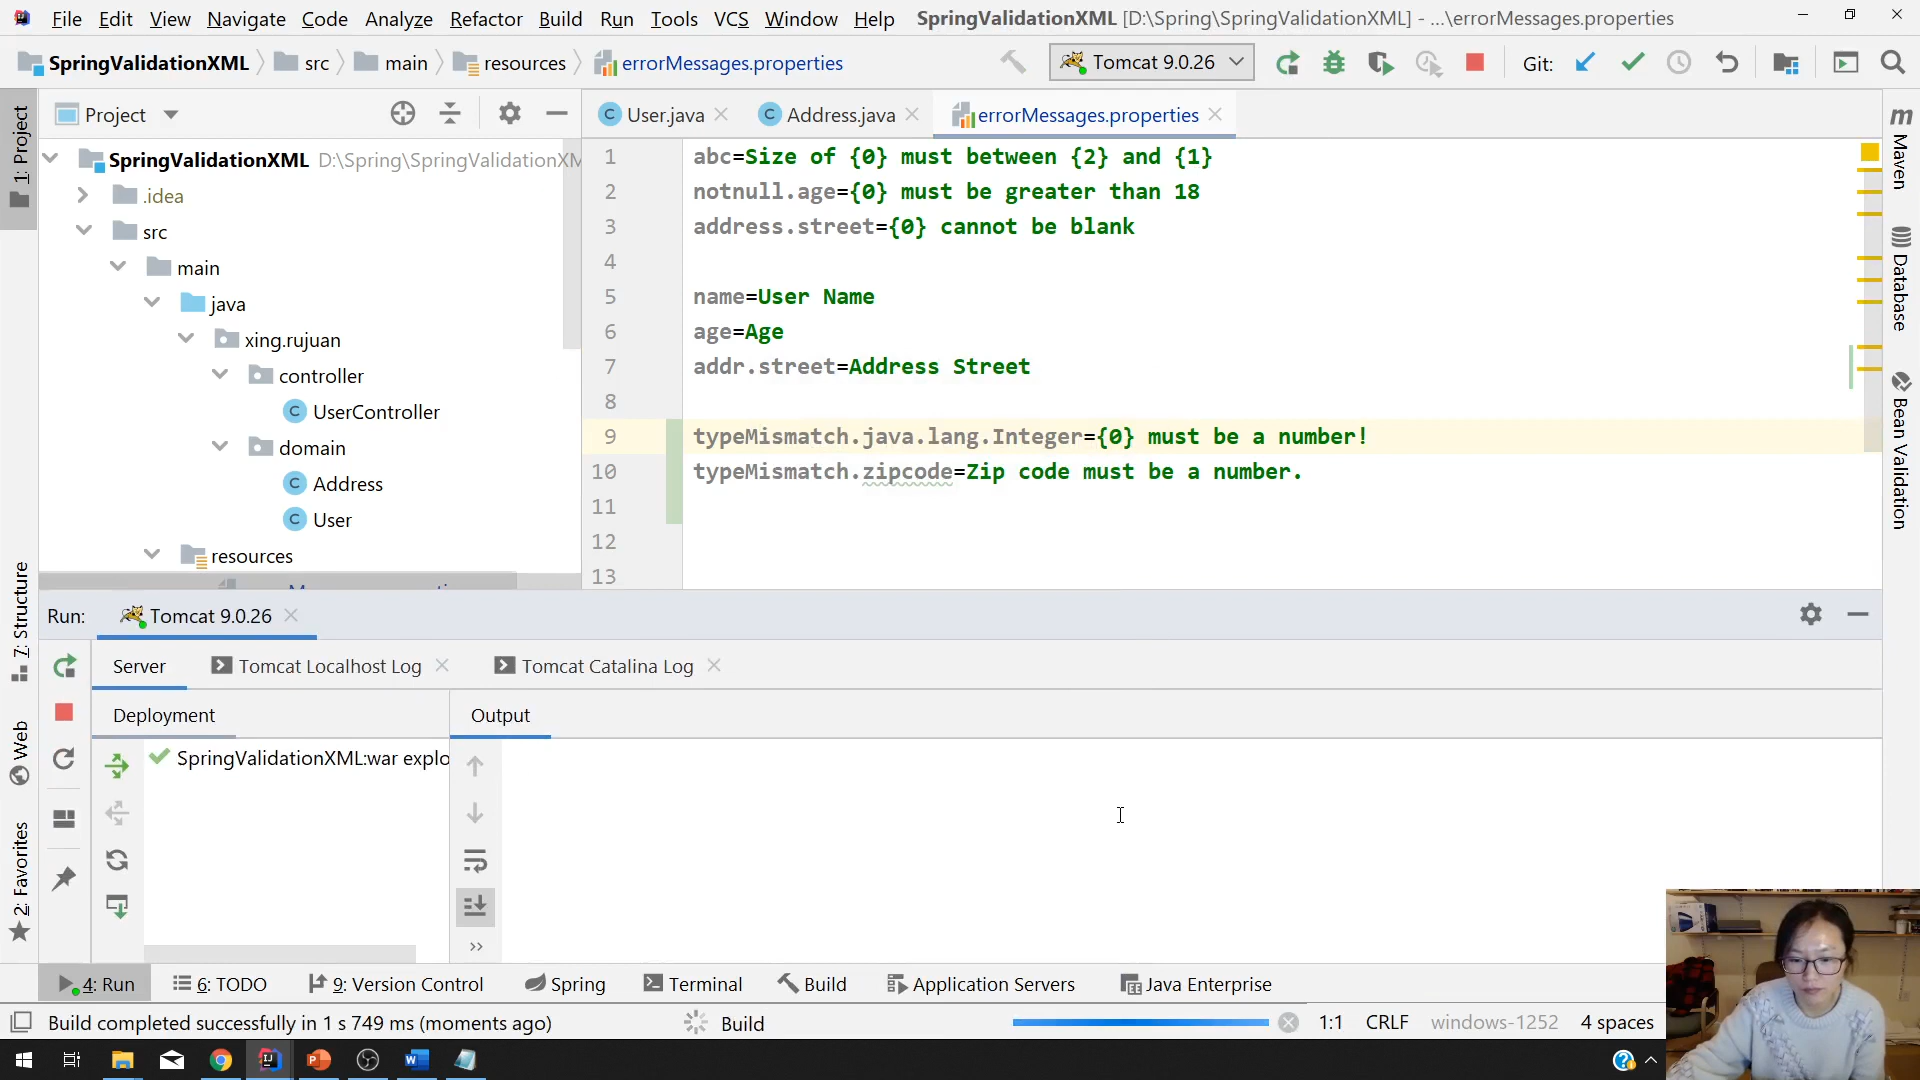 File Edit View Navigate Code Analyze Refactor Build Run Tools VCS Window Help SpringValidationXML [D:\Spring\SpringValidationXML] - ...\errorMessages.properties
SpringValidationXML src main resources errorMessages.properties Tomcat 9.0.26 Git:
Project User.java Address.java errorMessages.properties
1: Project
SpringValidationXML D:\Spring\SpringValidationXM
.idea
src
main
java
xing.rujuan
controller
UserController
domain
Address
User
resources
1 abc=Size of {0} must between {2} and {1}
2 notnull.age={0} must be greater than 18
3 address.street={0} cannot be blank
4
5 name=User Name
6 age=Age
7 addr.street=Address Street
8
9 typeMismatch.java.lang.Integer={0} must be a number!
10 typeMismatch.zipcode=Zip code must be a number.
11
12
13
Maven
Database
Bean Validation
7: Structure
Web
2: Favorites
Run: Tomcat 9.0.26
Server Tomcat Localhost Log Tomcat Catalina Log
Deployment Output
SpringValidationXML:war explo
4: Run 6: TODO 9: Version Control Spring Terminal Build Application Servers Java Enterprise
Build completed successfully in 1 s 749 ms (moments ago) Build 1:1 CRLF windows-1252 4 spaces